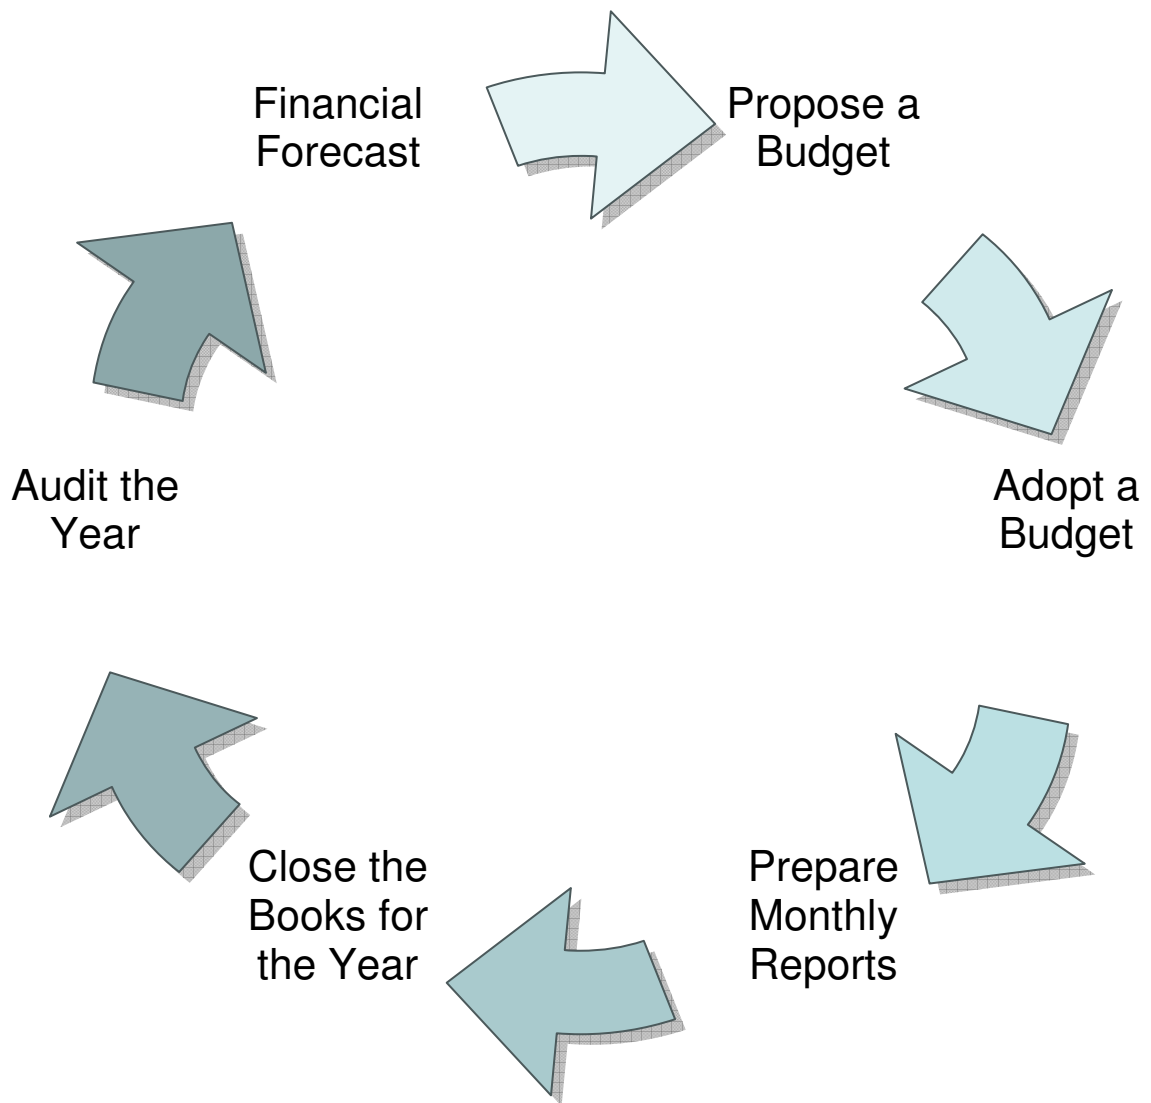 Financial
Forecast
Propose a
Budget
Adopt a
Budget
Prepare
Monthly
Reports
Close the
Books for
the Year
Audit the
Year